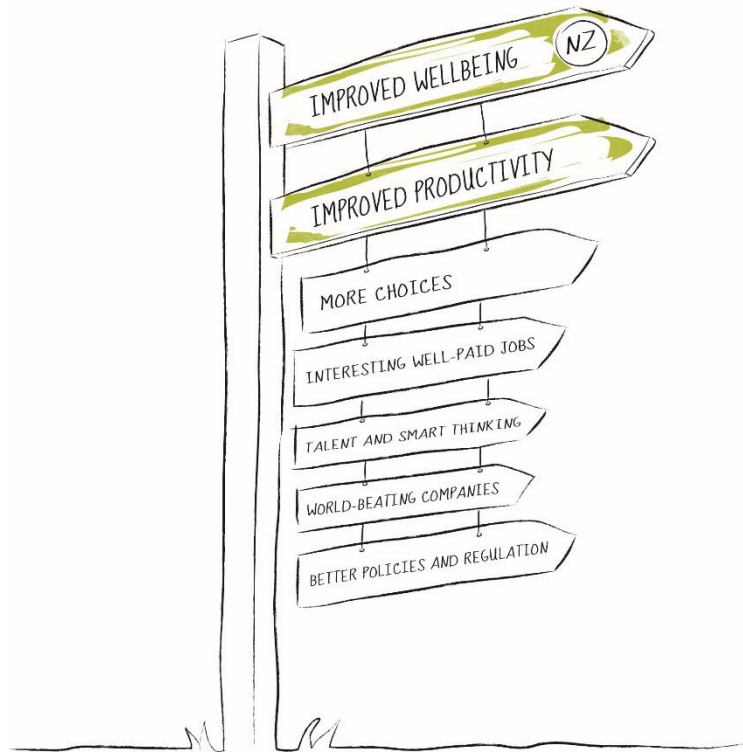 IMPROVED WELLBEING NZ
IMPROVED PRODUCTIVITY
MORE CHOICES
INTERESTING WELL-PAID JOBS
TALENT AND SMART THINKING
WORLD-BEATING COMPANIES
BETTER POLICIES AND REGULATION